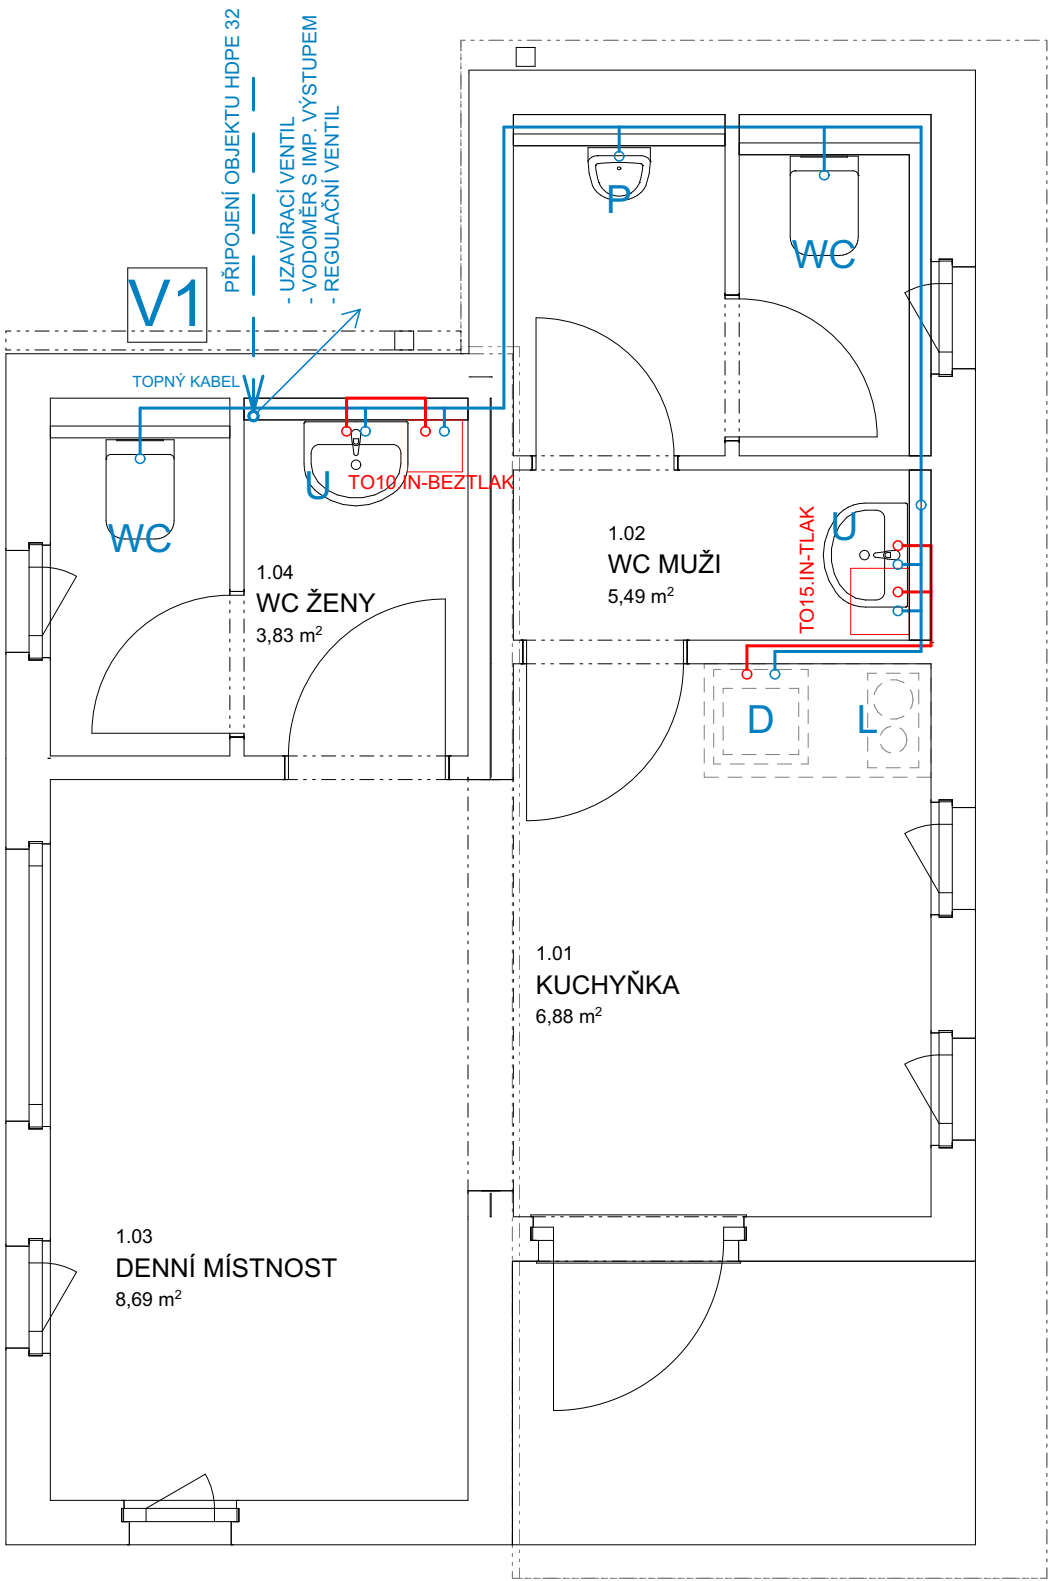 PŘIPOJENÍ OBJEKTU HDPE 32
- UZAVÍRACÍ VENTIL
- VODOMĚR S IMP. VÝSTUPEM
- REGULAČNÍ VENTIL
V1
TOPNÝ KABEL
P
WC
WC
U
TO10.IN-BEZTLAK
U
TO15.IN-TLAK
1.02
WC MUŽI
5,49 m²
1.04
WC ŽENY
3,83 m²
D
L
1.01
KUCHYŇKA
6,88 m²
1.03
DENNÍ MÍSTNOST
8,69 m²